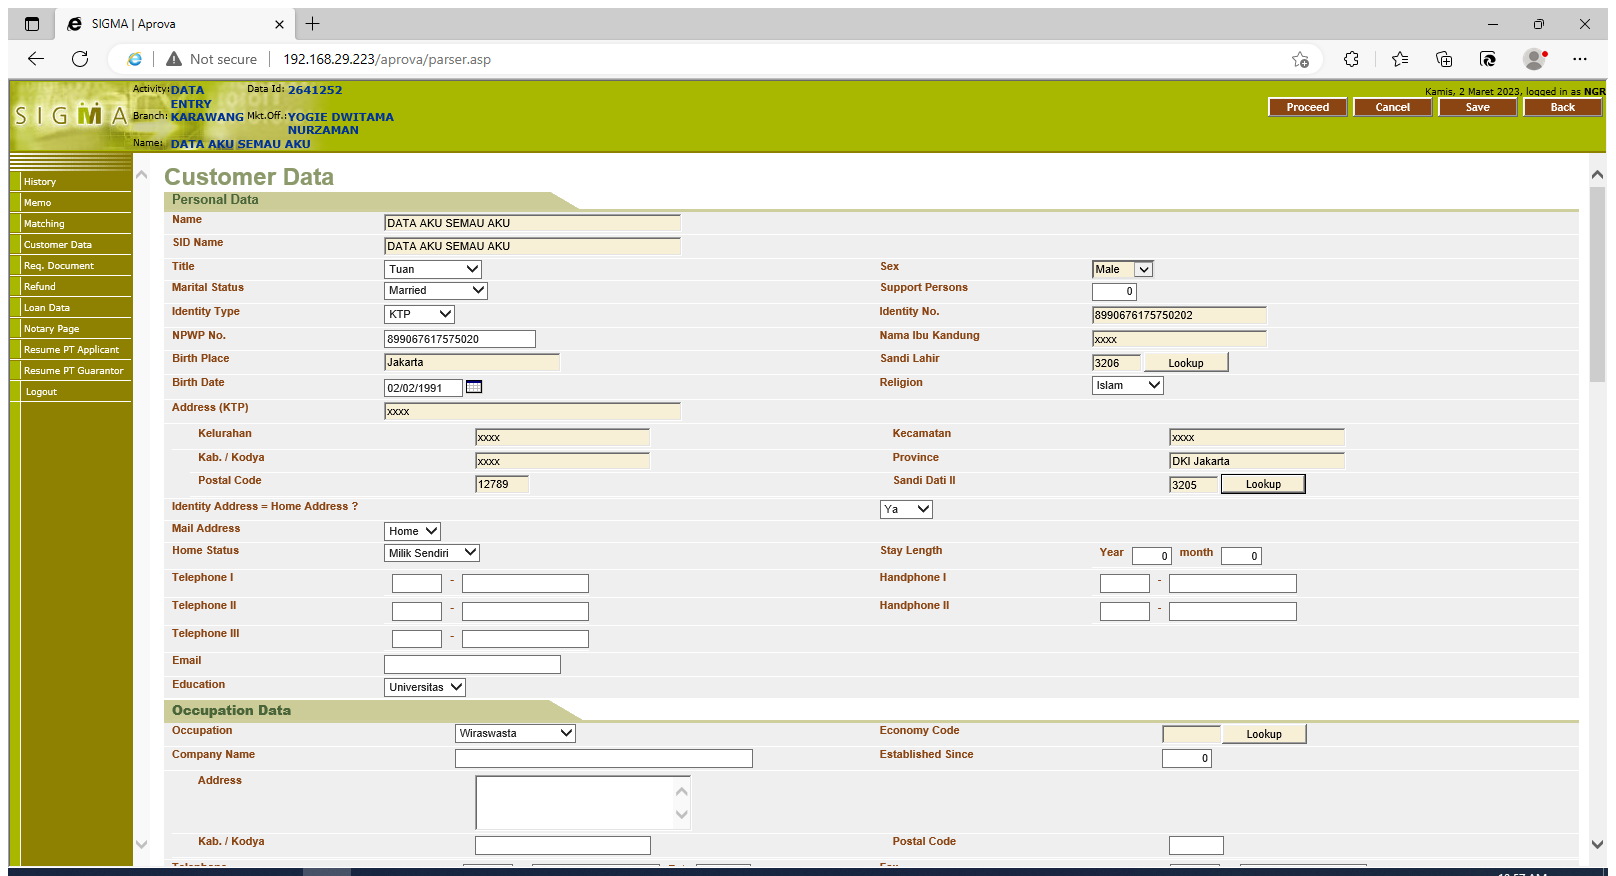 SIGMA | Aprova
Not secure 192.168.29.223/aprova/parser.asp
SIGMA
Activity: DATA ENTRY Data Id: 2641252
Branch: KARAWANG Mkt.Off.: YOGIE DWITAMA NURZAMAN
Name: DATA AKU SEMAU AKU
Kamis, 2 Maret 2023, logged in as NGR
Proceed Cancel Save Back
History
Memo
Matching
Customer Data
Req. Document
Refund
Loan Data
Notary Page
Resume PT Applicant
Resume PT Guarantor
Logout
Customer Data
Personal Data
Name DATA AKU SEMAU AKU
SID Name DATA AKU SEMAU AKU
Title Tuan Sex Male
Marital Status Married Support Persons 0
Identity Type KTP Identity No. 8990676175750202
NPWP No. 899067617575020 Nama Ibu Kandung xxxx
Birth Place Jakarta Sandi Lahir 3206 Lookup
Birth Date 02/02/1991 Religion Islam
Address (KTP) xxxx
Kelurahan xxxx Kecamatan xxxx
Kab. / Kodya xxxx Province DKI Jakarta
Postal Code 12789 Sandi Dati II 3205 Lookup
Identity Address = Home Address ? Ya
Mail Address Home
Home Status Milik Sendiri Stay Length Year 0 month 0
Telephone I - Handphone I -
Telephone II - Handphone II -
Telephone III -
Email
Education Universitas
Occupation Data
Occupation Wiraswasta Economy Code Lookup
Company Name Established Since 0
Address
Kab. / Kodya Postal Code